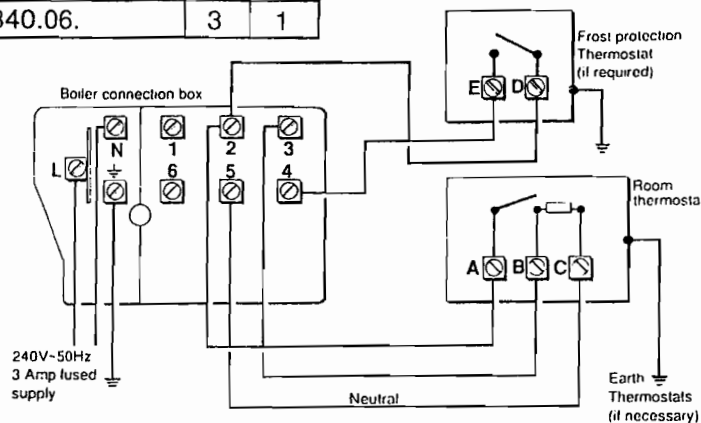 340.06. 3 1
Frost protection
Thermostat
(if required)
E D
Boiler connection box
N 1 2 3
L 6 5 4
Room
thermosta
A B C
240V~50Hz
3 Amp fused
supply
Neutral
Earth
Thermostats
(if necessary)